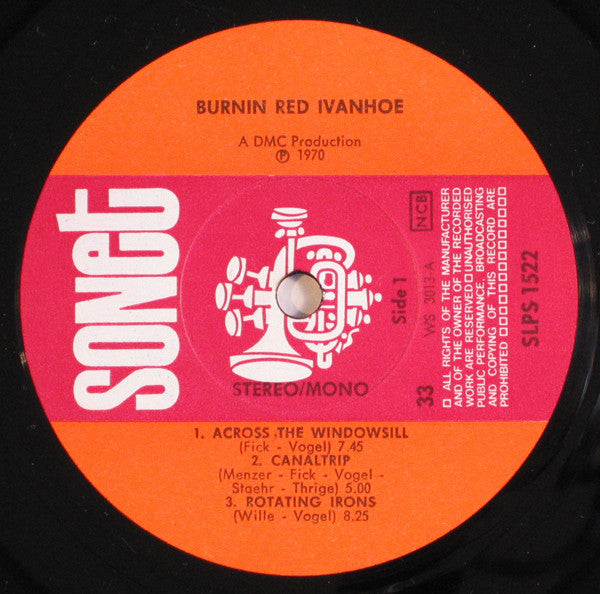 BURNIN RED IVANHOE
A DMC Production
Ⓟ 1970
sonet
STEREO/MONO
Side 1
WS 3013 A
NCB
33
□ ALL RIGHTS OF THE MANUFACTURER
AND OF THE OWNER OF THE RECORDED
WORK ARE RESERVED □ UNAUTHORISED
PUBLIC PERFORMANCE, BROADCASTING
AND COPYING OF THIS RECORD ARE
PROHIBITED □□□□□□□□□□□□
SLPS 1522
1. ACROSS THE WINDOWSILL
(Fick - Vogel) 7.45
2. CANALTRIP
(Menzer - Fick - Vogel -
Staehr - Thrige) 5.00
3. ROTATING IRONS
(Wille - Vogel) 8.25